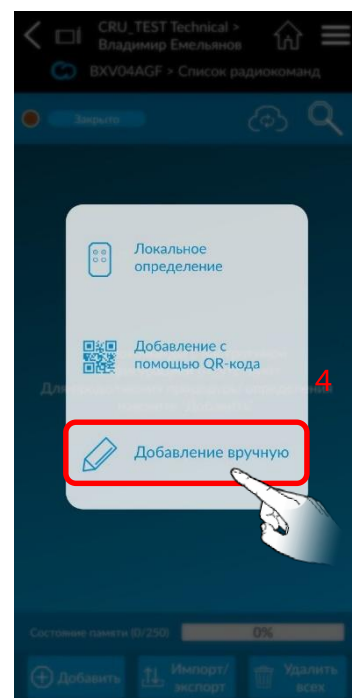 CRU_TEST Technical >
Владимир Емельянов
BXV04AGF > Список радиокоманд
Закрыто
Локальное
определение
Добавление с
помощью QR-кода
4
Добавление вручную
Состояние памяти (0/250)
0%
Добавить
Импорт/
экспорт
Удалить
всех